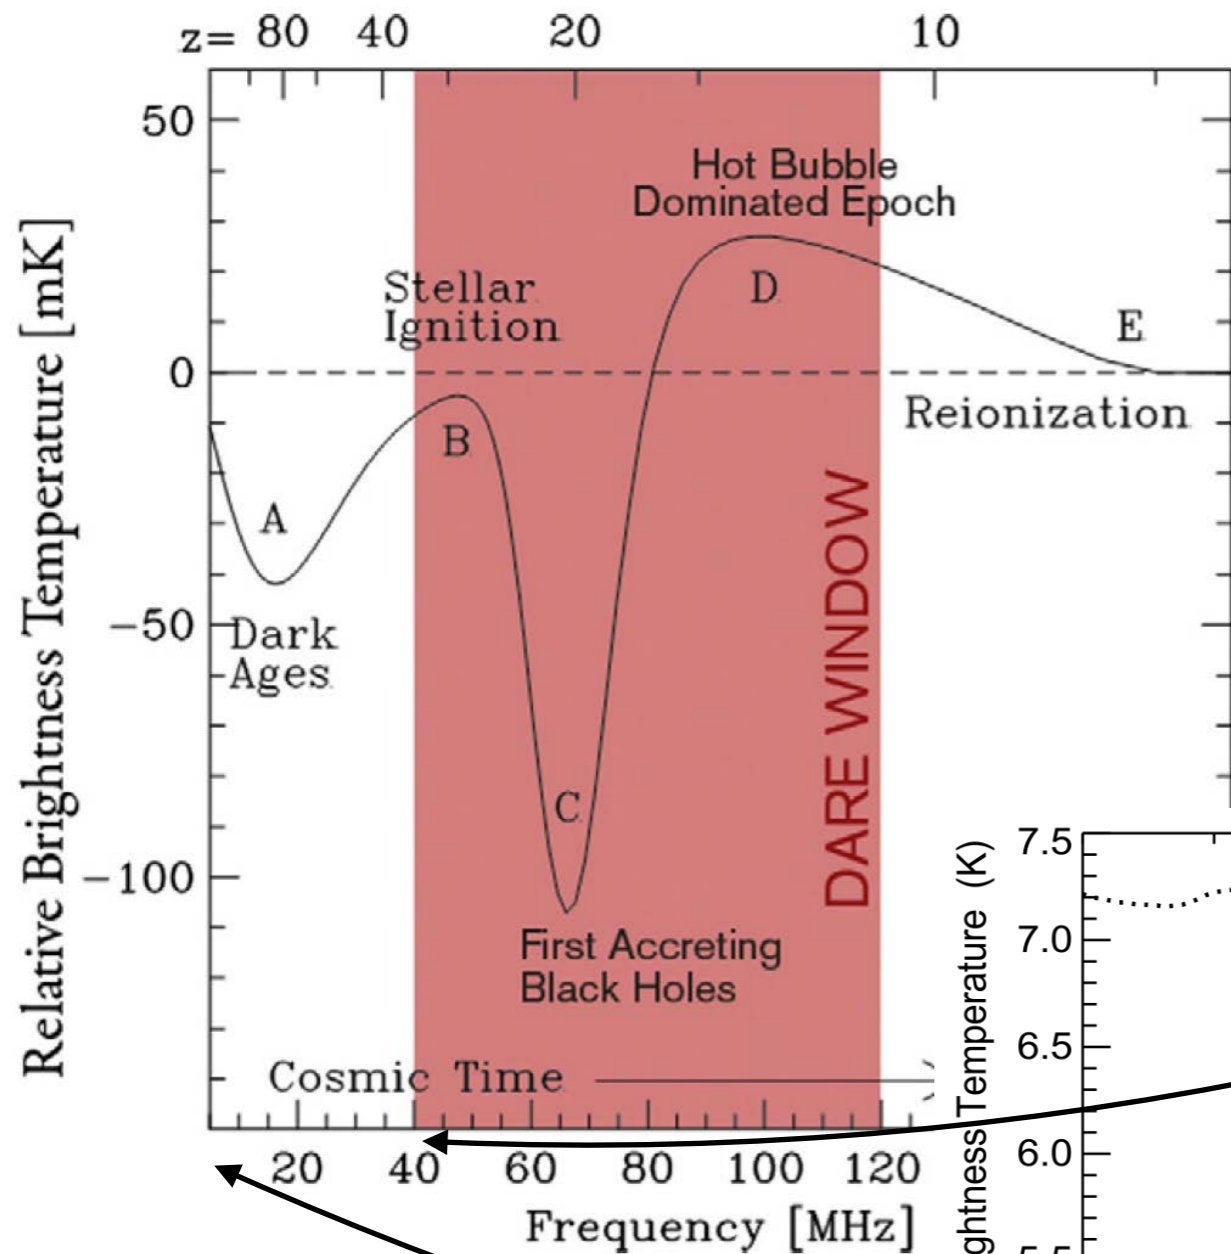 z= 80 40 20 10
50
0
−50
−100
Relative Brightness Temperature [mK]
Hot Bubble
Dominated Epoch
Stellar
Ignition
A
B
C
D
E
Reionization
Dark
Ages
DARE WINDOW
First Accreting
Black Holes
Cosmic Time
20 40 60 80 100 120
Frequency [MHz]
7.5
7.0
6.5
6.0
Temperature (K)